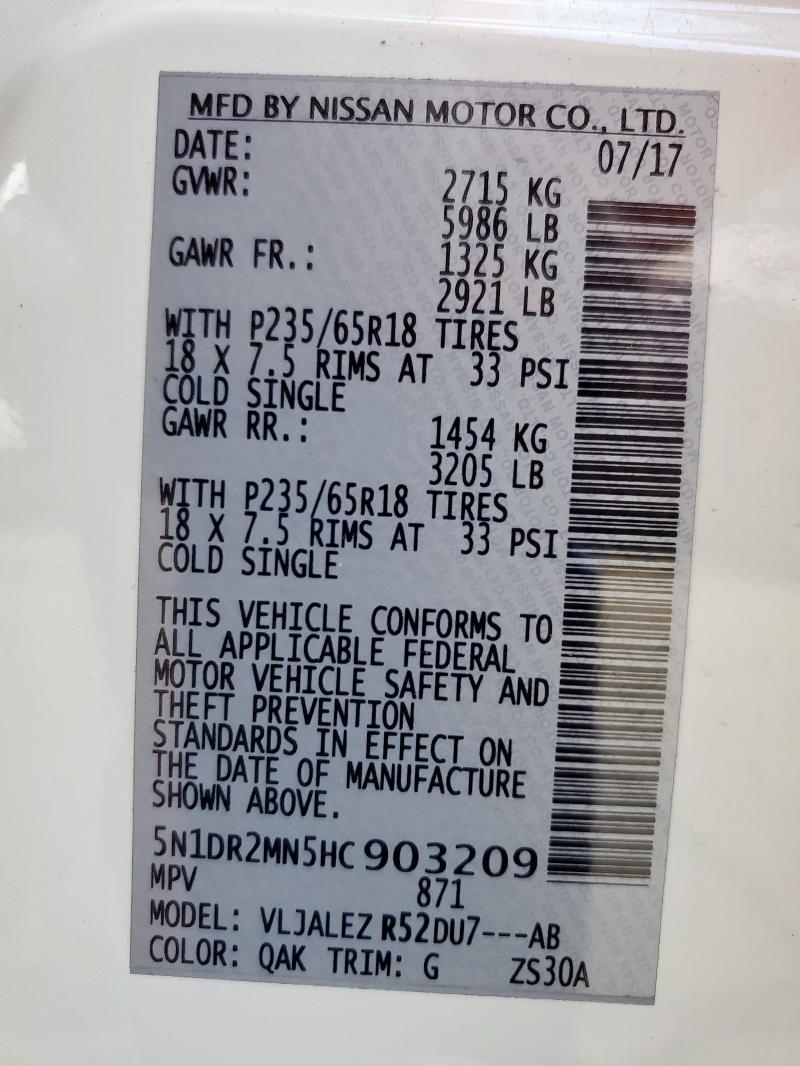 MFD BY NISSAN MOTOR CO., LTD.
DATE: 07/17
GVWR: 2715 KG
5986 LB
GAWR FR.: 1325 KG
2921 LB
WITH P235/65R18 TIRES
18 X 7.5 RIMS AT 33 PSI
COLD SINGLE
GAWR RR.: 1454 KG
3205 LB
WITH P235/65R18 TIRES
18 X 7.5 RIMS AT 33 PSI
COLD SINGLE
THIS VEHICLE CONFORMS TO
ALL APPLICABLE FEDERAL
MOTOR VEHICLE SAFETY AND
THEFT PREVENTION
STANDARDS IN EFFECT ON
THE DATE OF MANUFACTURE
SHOWN ABOVE.
5N1DR2MN5HC903209
MPV 871
MODEL: VLJALEZ R52DU7---AB
COLOR: QAK TRIM: G ZS30A